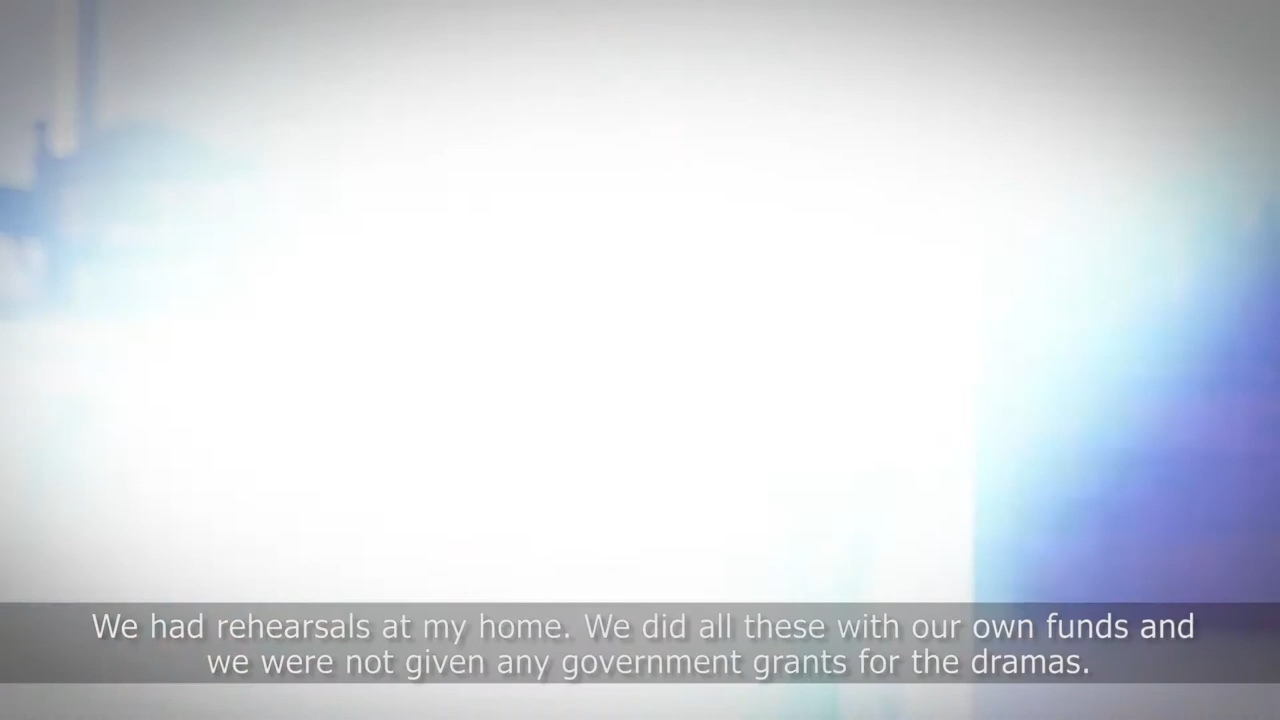 We had rehearsals at my home. We did all these with our own funds and
we were not given any government grants for the dramas.